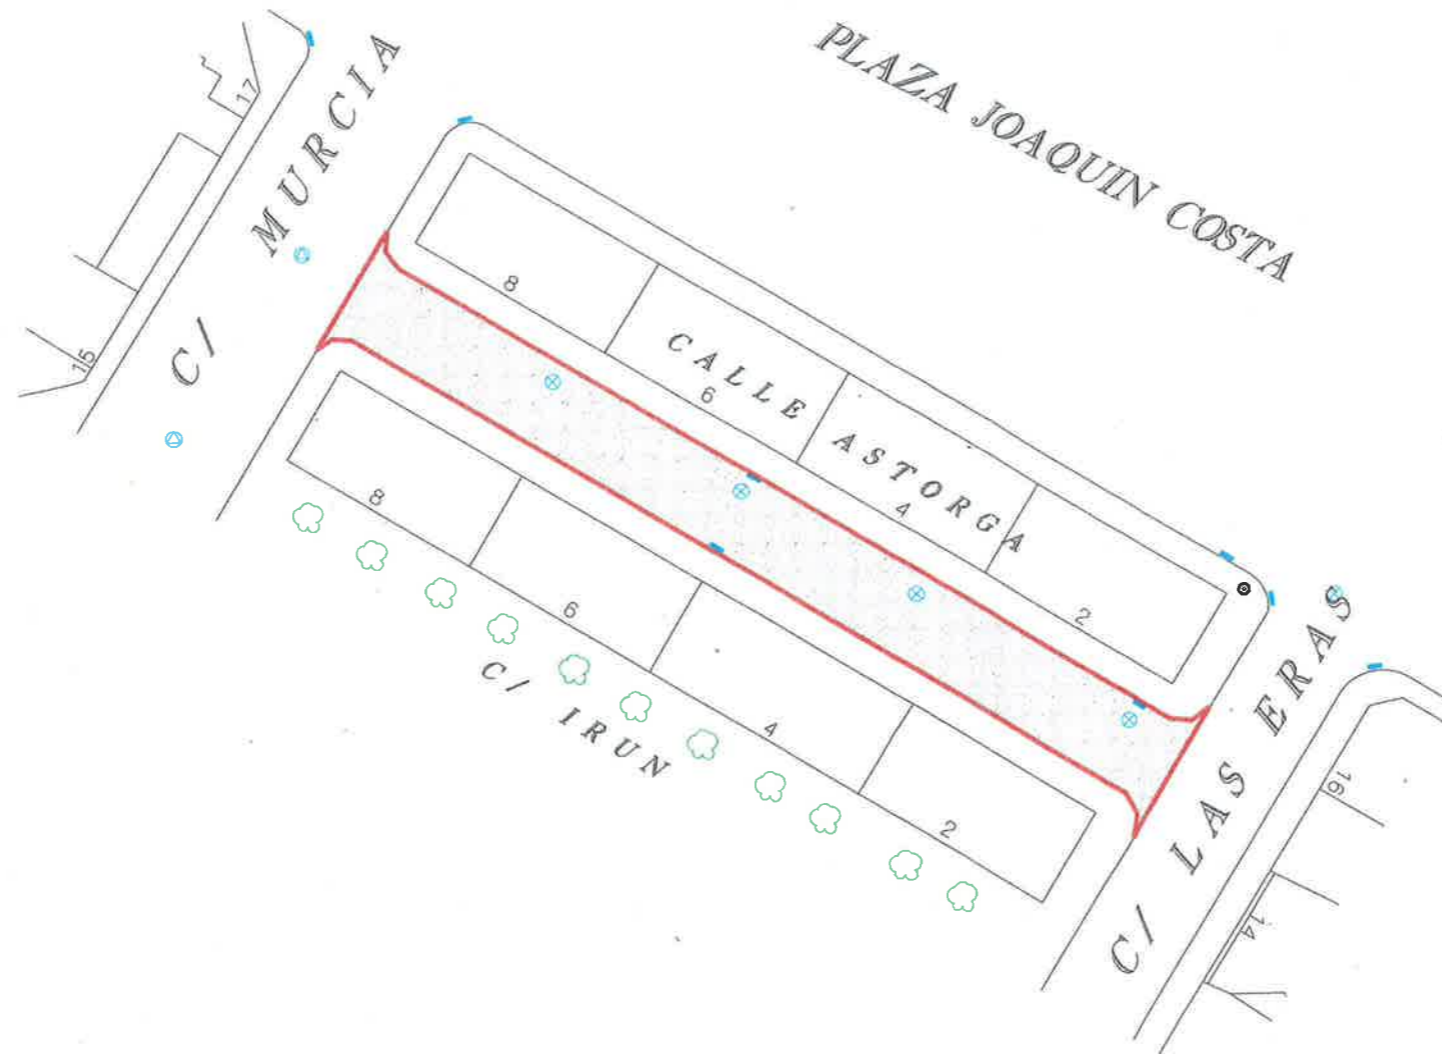 PLAZA JOAQUIN COSTA
C/ MURCIA
17
15
8
6
4
2
CALLE ASTORGA
8
6
4
2
C/ IRUN
C/ LAS ERAS
16
14